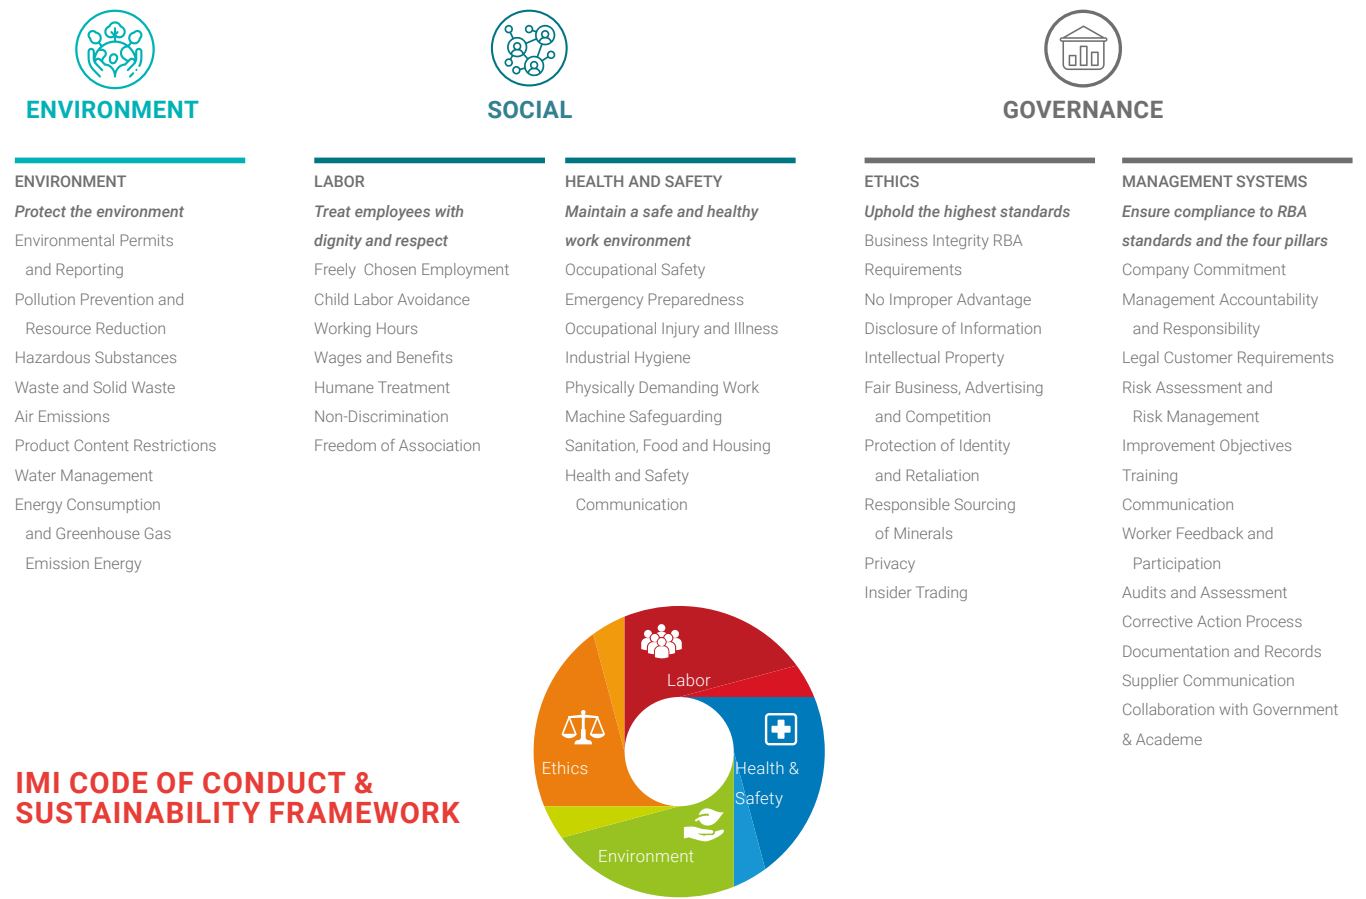 ENVIRONMENT
SOCIAL
GOVERNANCE
ENVIRONMENT
Protect the environment
Environmental Permits
and Reporting
Pollution Prevention and
Resource Reduction
Hazardous Substances
Waste and Solid Waste
Air Emissions
Product Content Restrictions
Water Management
Energy Consumption
and Greenhouse Gas
Emission Energy
LABOR
Treat employees with
dignity and respect
Freely Chosen Employment
Child Labor Avoidance
Working Hours
Wages and Benefits
Humane Treatment
Non-Discrimination
Freedom of Association
HEALTH AND SAFETY
Maintain a safe and healthy
work environment
Occupational Safety
Emergency Preparedness
Occupational Injury and Illness
Industrial Hygiene
Physically Demanding Work
Machine Safeguarding
Sanitation, Food and Housing
Health and Safety
Communication
ETHICS
Uphold the highest standards
Business Integrity RBA
Requirements
No Improper Advantage
Disclosure of Information
Intellectual Property
Fair Business, Advertising
and Competition
Protection of Identity
and Retaliation
Responsible Sourcing
of Minerals
Privacy
Insider Trading
MANAGEMENT SYSTEMS
Ensure compliance to RBA
standards and the four pillars
Company Commitment
Management Accountability
and Responsibility
Legal Customer Requirements
Risk Assessment and
Risk Management
Improvement Objectives
Training
Communication
Worker Feedback and
Participation
Audits and Assessment
Corrective Action Process
Documentation and Records
Supplier Communication
Collaboration with Government
& Academe
IMI CODE OF CONDUCT &
SUSTAINABILITY FRAMEWORK
Labor
Health &
Safety
Ethics
Environment